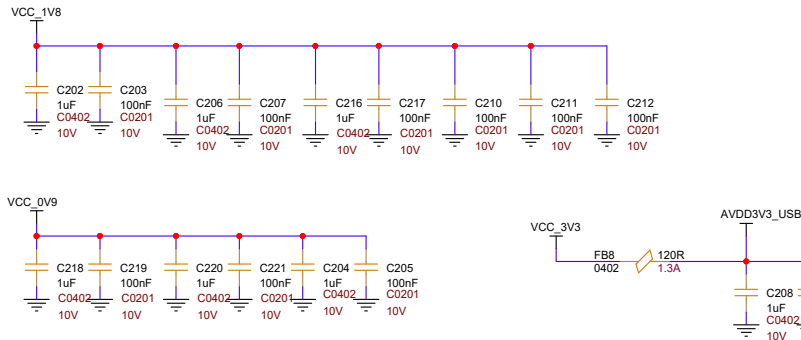 VCC_1V8
C202
1uF
C0402
10V
C203
100nF
C0201
10V
C206
1uF
C0402
10V
C207
100nF
C0201
10V
C216
1uF
C0402
10V
C217
100nF
C0201
10V
C210
100nF
C0201
10V
C211
100nF
C0201
10V
C212
100nF
C0201
10V
VCC_0V9
C218
1uF
C0402
10V
C219
100nF
C0201
10V
C220
1uF
C0402
10V
C221
100nF
C0201
10V
C204
1uF
C0402
10V
C205
100nF
C0201
10V
VCC_3V3
FB8
0402
120R
1.3A
AVDD3V3_USB
C208
1uF
C0402
10V